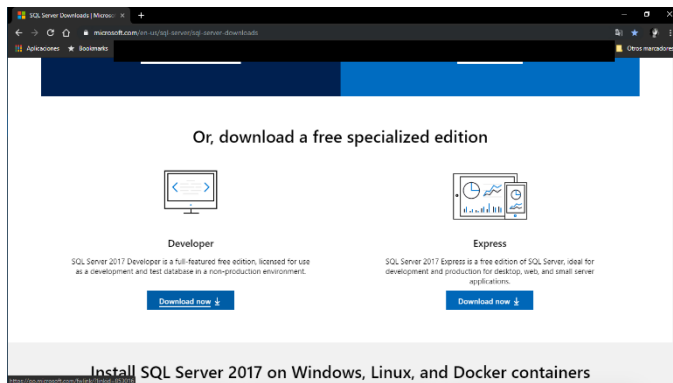 SQL Server Downloads | Microso
microsoft.com/en-us/sql-server/sql-server-downloads
Aplicaciones
Bookmarks
Otros marcadores
Or, download a free specialized edition
Developer
SQL Server 2017 Developer is a full-featured free edition, licensed for use
as a development and test database in a non-production environment.
Download now
Express
SQL Server 2017 Express is a free edition of SQL Server, ideal for
development and production for desktop, web, and small server
applications.
Download now
Install SQL Server 2017 on Windows, Linux, and Docker containers